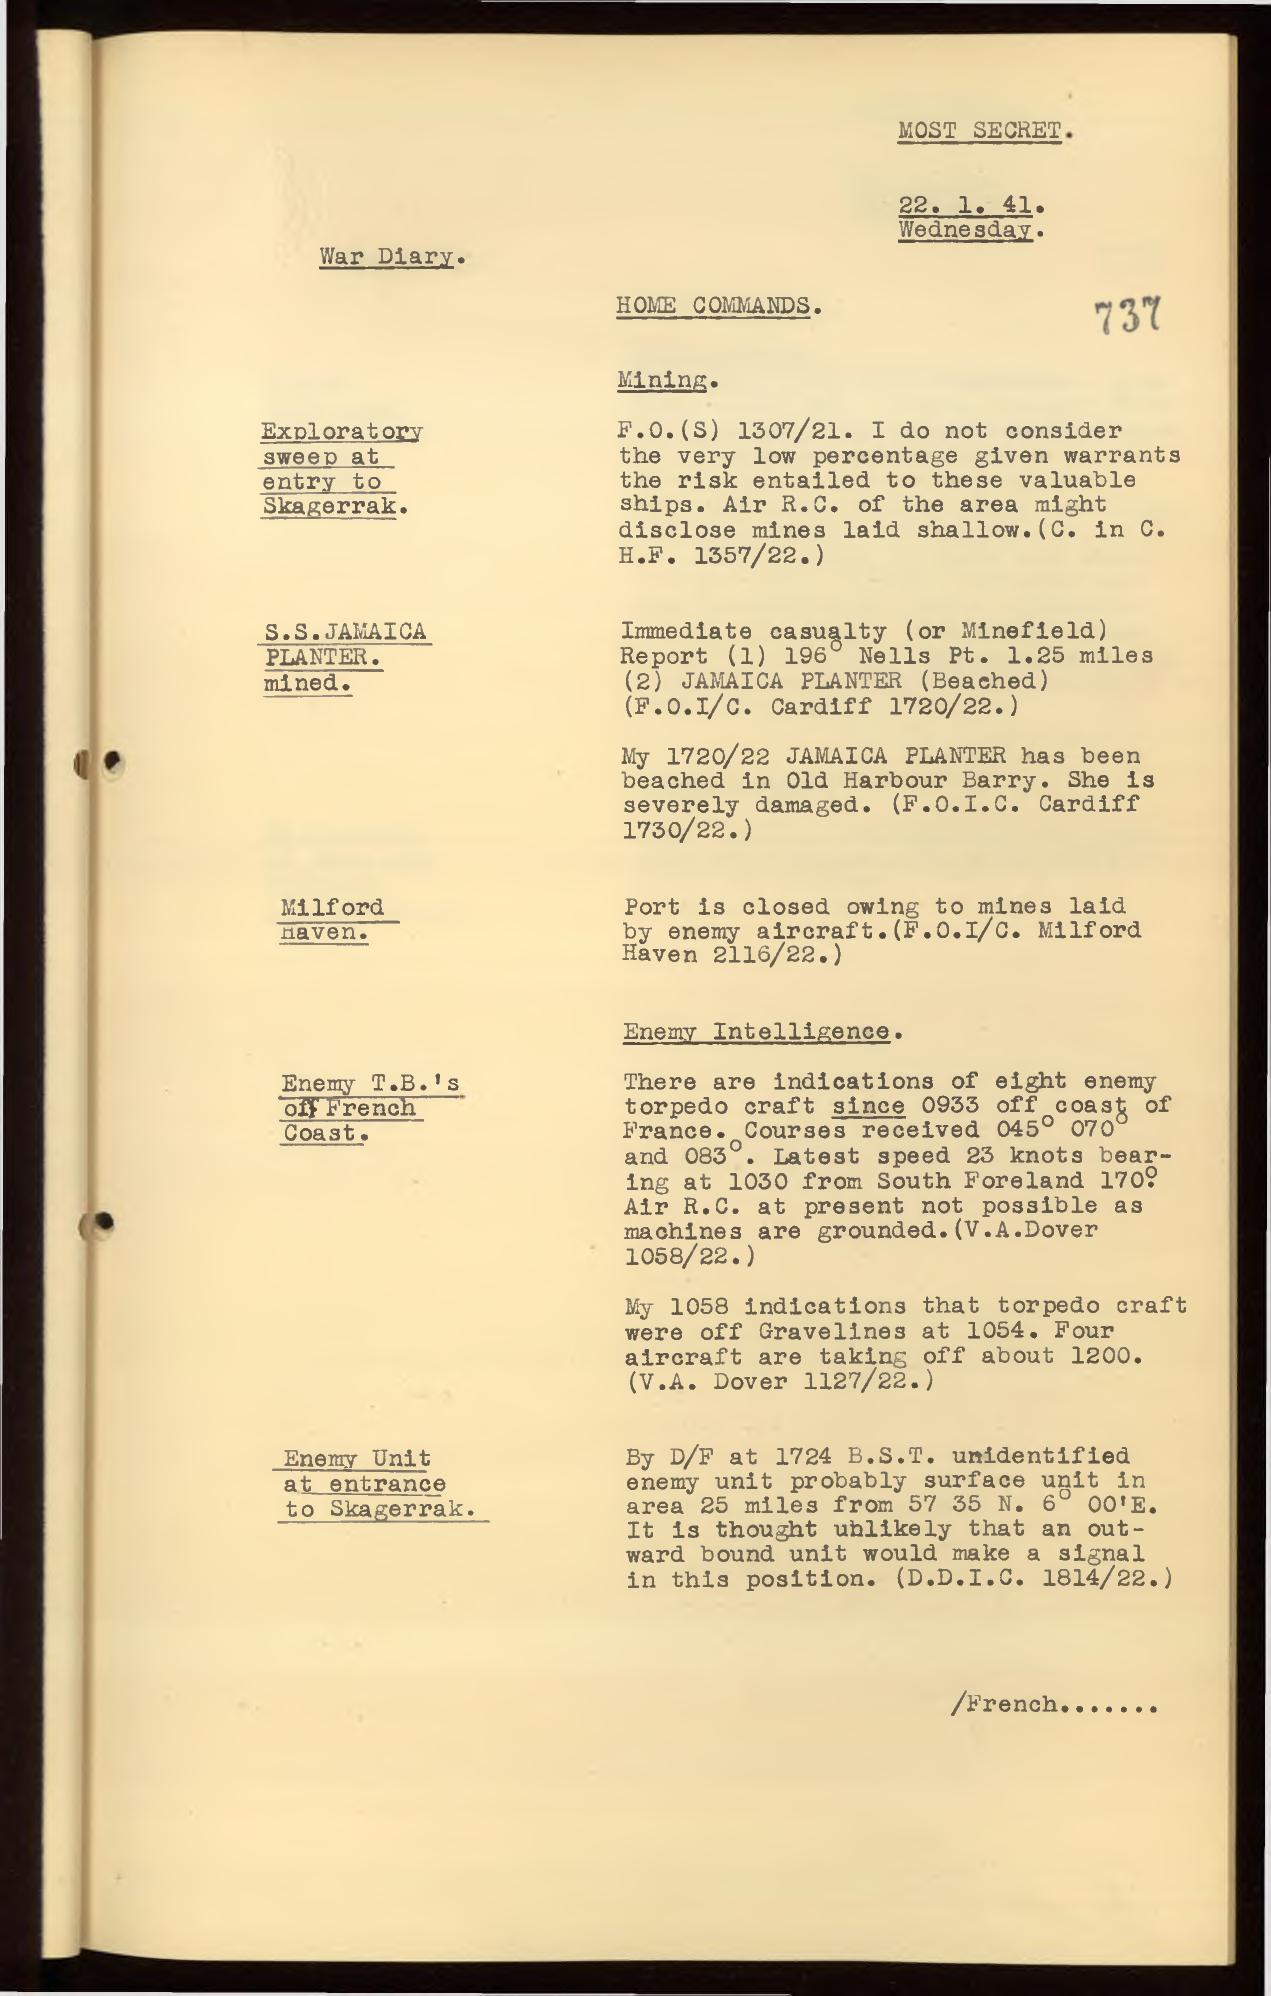 MOST SECRET.
22. 1. 41.
Wednesday.
War Diary.
HOME COMMANDS.
737
Mining.
Exploratory
sweep at
entry to
Skagerrak.
F.O.(S) 1307/21. I do not consider
the very low percentage given warrants
the risk entailed to these valuable
ships. Air R.C. of the area might
disclose mines laid shallow.(C. in C.
H.F. 1357/22.)
S.S.JAMAICA
PLANTER.
mined.
Immediate casualty (or Minefield)
Report (1) 196° Nells Pt. 1.25 miles
(2) JAMAICA PLANTER (Beached)
(F.O.I/C. Cardiff 1720/22.)
My 1720/22 JAMAICA PLANTER has been
beached in Old Harbour Barry. She is
severely damaged. (F.O.I.C. Cardiff
1730/22.)
Milford
Haven.
Port is closed owing to mines laid
by enemy aircraft.(F.O.I/C. Milford
Haven 2116/22.)
Enemy Intelligence.
Enemy T.B.'s
off French
Coast.
There are indications of eight enemy
torpedo craft since 0933 off coast of
France. Courses received 045° 070°
and 083°. Latest speed 23 knots bear-
ing at 1030 from South Foreland 170°.
Air R.C. at present not possible as
machines are grounded.(V.A.Dover
1058/22.)
My 1058 indications that torpedo craft
were off Gravelines at 1054. Four
aircraft are taking off about 1200.
(V.A. Dover 1127/22.)
Enemy Unit
at entrance
to Skagerrak.
By D/F at 1724 B.S.T. unidentified
enemy unit probably surface unit in
area 25 miles from 57 35 N. 6° 00'E.
It is thought unlikely that an out-
ward bound unit would make a signal
in this position. (D.D.I.C. 1814/22.)
/French.......